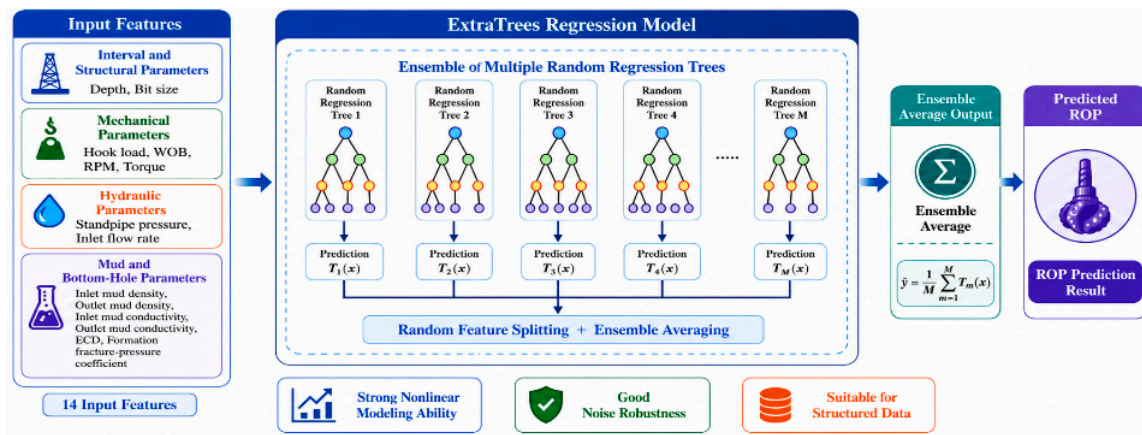 Input Features
Interval and
Structural Parameters
Depth, Bit size
$
Mechanical
Parameters
Hook load, WOB,
RPM, Torque
Hydraulic
Parameters
Standpipe pressure,
Inlet flow rate
Mud and
Bottom-Hole Parameters
Inlet mud density,
Outlet mud density,
Inlet mud conductivity,
Outlet mud conductivity,
ECD, Formation
fracture-pressure
coefficient
14 Input Features
ExtraTrees Regression Model
Ensemble of Multiple Random Regression Trees
Random
Regression
Tree 1
Random
Regression
Tree 2
Random
Regression
Tree 3
Random
Regression
Tree 4
.....
Random
Regression
Tree M
Prediction
T₁(x)
Prediction
T₂(x)
Prediction
T₃(x)
Prediction
T₄(x)
Prediction
T_M(x)
Random Feature Splitting + Ensemble Averaging
Strong Nonlinear
Modeling Ability
Good
Noise Robustness
Suitable for
Structured Data
Ensemble
Average Output
Σ
Ensemble
Average
ŷ = 1/M ∑_{m=1}^{M} T_m(x)
Predicted
ROP
ROP Prediction
Result